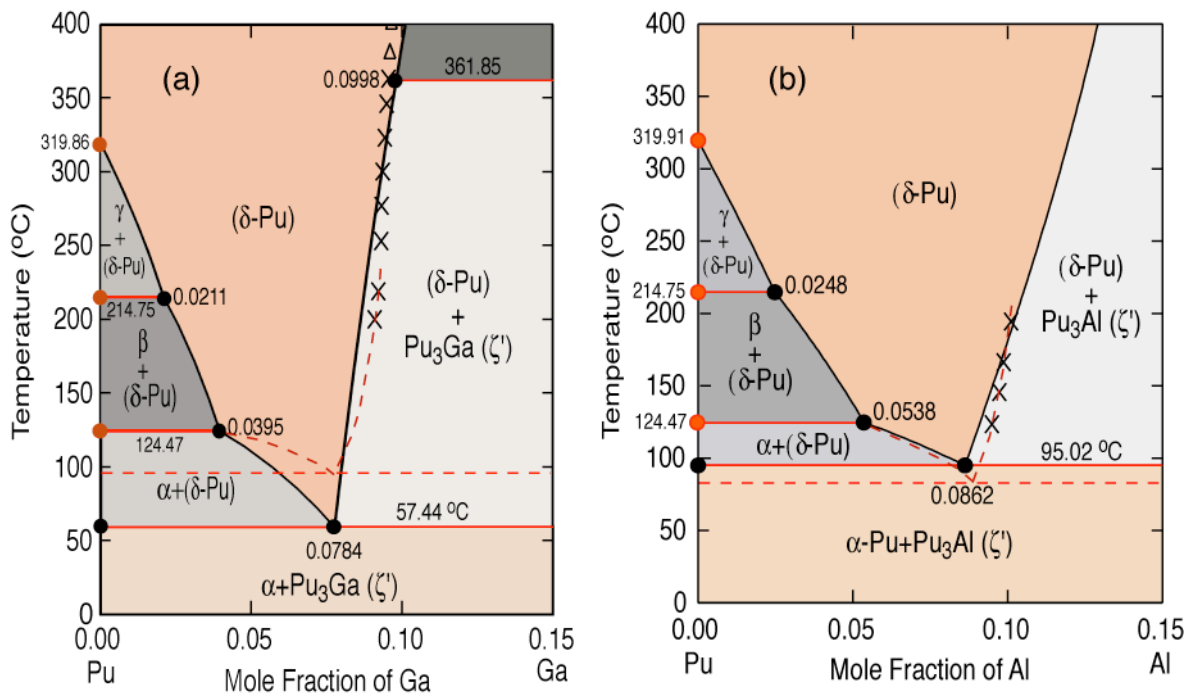 (a)
Temperature (ºC)
400
350
300
250
200
150
100
50
0
319.86
0.0998
361.85
(δ-Pu)
γ
+
(δ-Pu)
214.75
0.0211
(δ-Pu)
+
Pu₃Ga (ζ')
β
+
(δ-Pu)
0.0395
124.47
α+(δ-Pu)
57.44 ºC
0.0784
α+Pu₃Ga (ζ')
0.00
0.05
0.10
0.15
Pu
Mole Fraction of Ga
Ga
(b)
Temperature (ºC)
400
350
300
250
200
150
100
50
0
319.91
(δ-Pu)
γ
+
(δ-Pu)
214.75
0.0248
(δ-Pu)
+
Pu₃Al (ζ')
β
+
(δ-Pu)
0.0538
124.47
α+(δ-Pu)
95.02 ºC
0.0862
α-Pu+Pu₃Al (ζ')
0.00
0.05
0.10
0.15
Pu
Mole Fraction of Al
Al